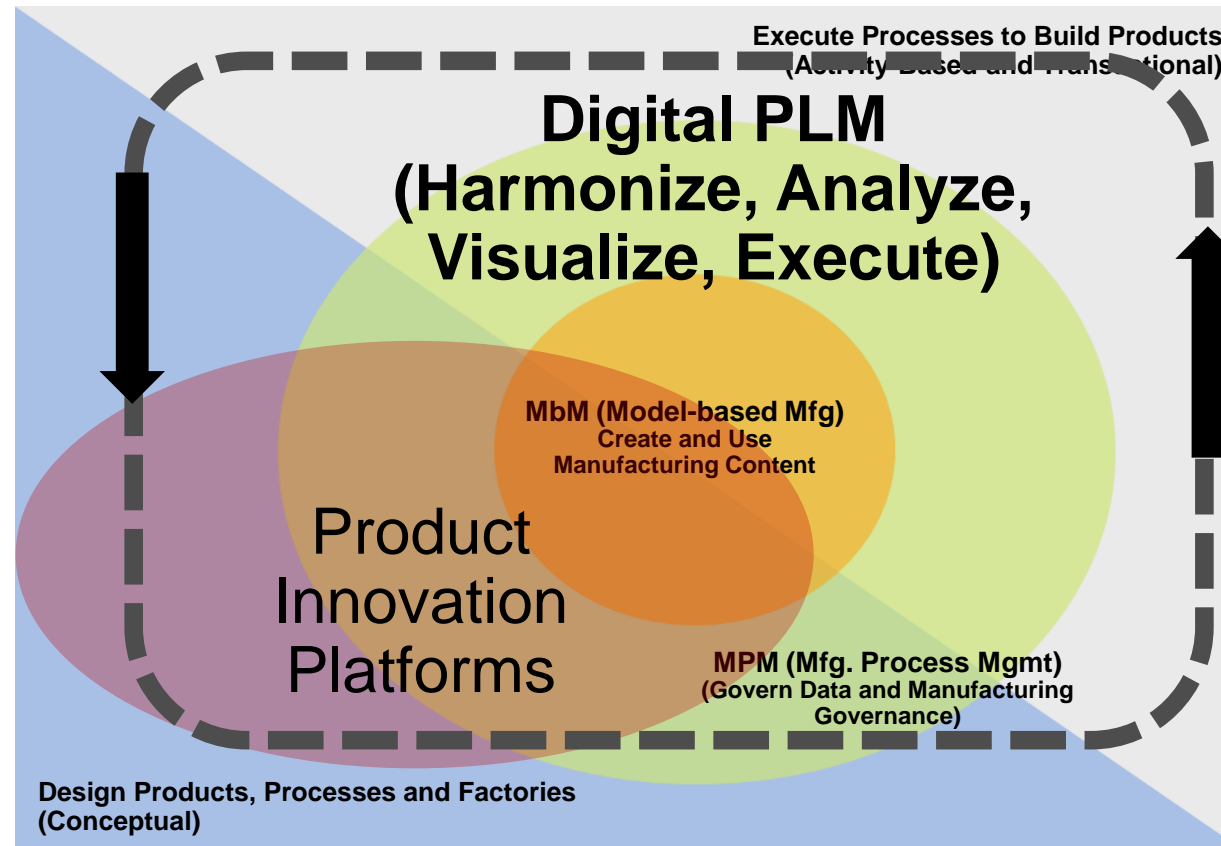 Execute Processes to Build Products
(Activity-Based and Transactional)
Digital PLM
(Harmonize, Analyze,
Visualize, Execute)
MbM (Model-based Mfg)
Create and Use
Manufacturing Content
Product
Innovation
Platforms
MPM (Mfg. Process Mgmt)
(Govern Data and Manufacturing
Governance)
Design Products, Processes and Factories
(Conceptual)